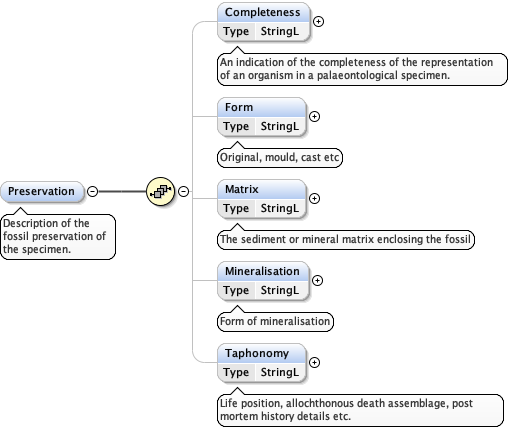 Completeness
Type StringL
An indication of the completeness of the representation
of an organism in a palaeontological specimen.
Form
Type StringL
Original, mould, cast etc
Preservation
Description of the
fossil preservation of
the specimen.
Matrix
Type StringL
The sediment or mineral matrix enclosing the fossil
Mineralisation
Type StringL
Form of mineralisation
Taphonomy
Type StringL
Life position, allochthonous death assemblage, post
mortem history details etc.